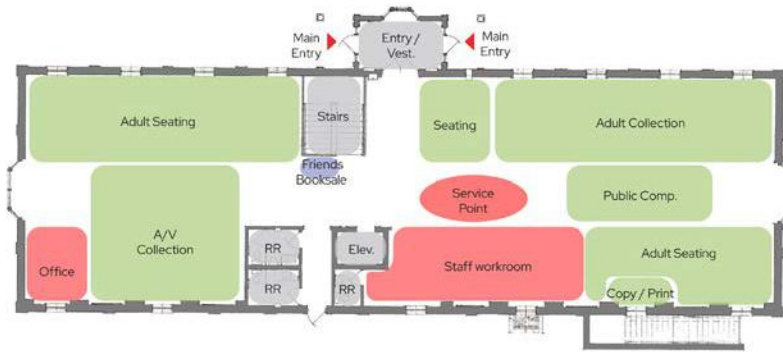 Main
Entry
Entry /
Vest.
Main
Entry
Adult Seating
Stairs
Seating
Adult Collection
Friends
Booksale
Service
Point
Public Comp.
A/V
Collection
RR
Elev.
Adult Seating
Office
Staff workroom
RR
RR
Copy / Print